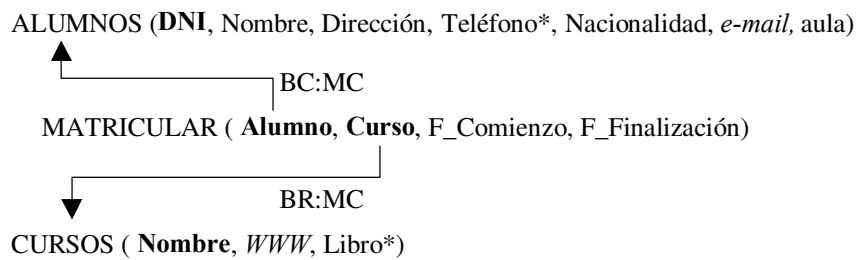 ALUMNOS (DNI, Nombre, Dirección, Teléfono*, Nacionalidad, e-mail, aula)
BC:MC
MATRICULAR ( Alumno, Curso, F_Comienzo, F_Finalización)
BR:MC
CURSOS ( Nombre, WWW, Libro*)